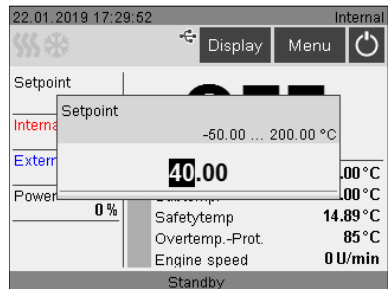 22.01.2019 17:29:52 Internal
Display Menu
Setpoint
Setpoint
-50.00 ... 200.00 °C
40.00
Interna
Extern
.00 °C
.00 °C
Power
0 %
Safetytemp 14.89 °C
Overtemp.-Prot. 85 °C
Engine speed 0 U/min
Standby